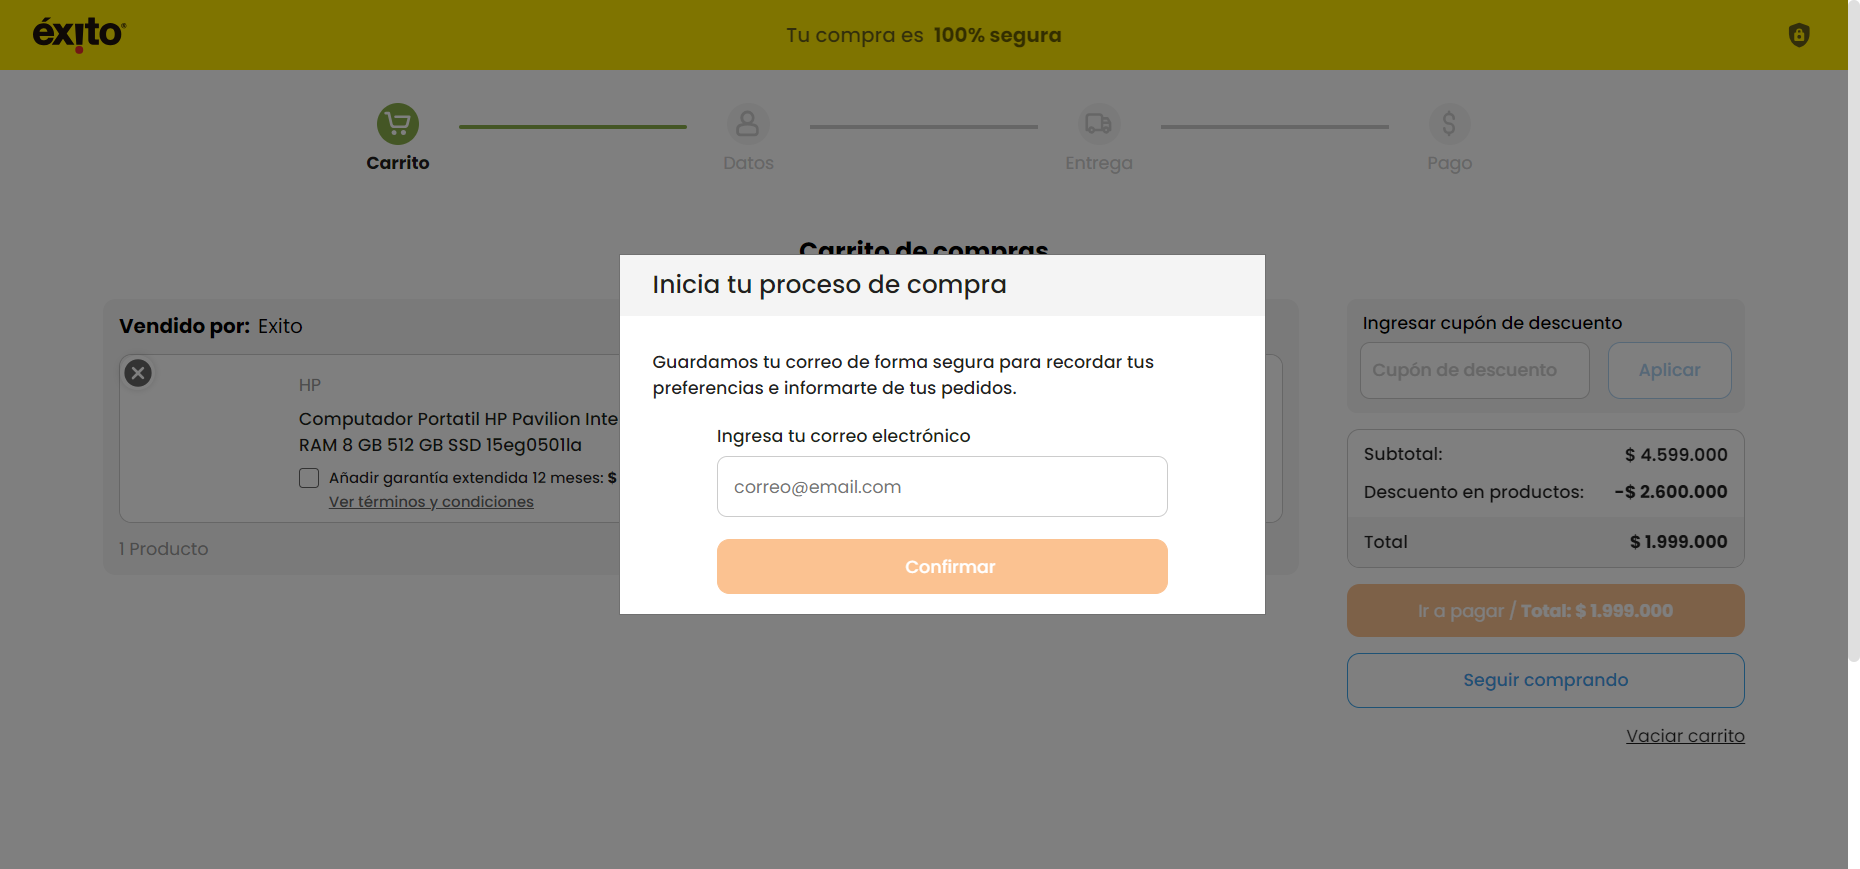 éxito
Tu compra es 100% segura
Carrito
Datos
Entrega
Pago
Carrito de compras
Inicia tu proceso de compra
Guardamos tu correo de forma segura para recordar tus
preferencias e informarte de tus pedidos.
Ingresa tu correo electrónico
correo@email.com
Confirmar
Vendido por: Exito
HP
Computador Portatil HP Pavilion Inte
RAM 8 GB 512 GB SSD 15eg0501la
Añadir garantía extendida 12 meses: $
Ver términos y condiciones
1 Producto
Ingresar cupón de descuento
Cupón de descuento
Aplicar
Subtotal: $ 4.599.000
Descuento en productos: -$ 2.600.000
Total $ 1.999.000
Ir a pagar / Total: $ 1.999.000
Seguir comprando
Vaciar carrito